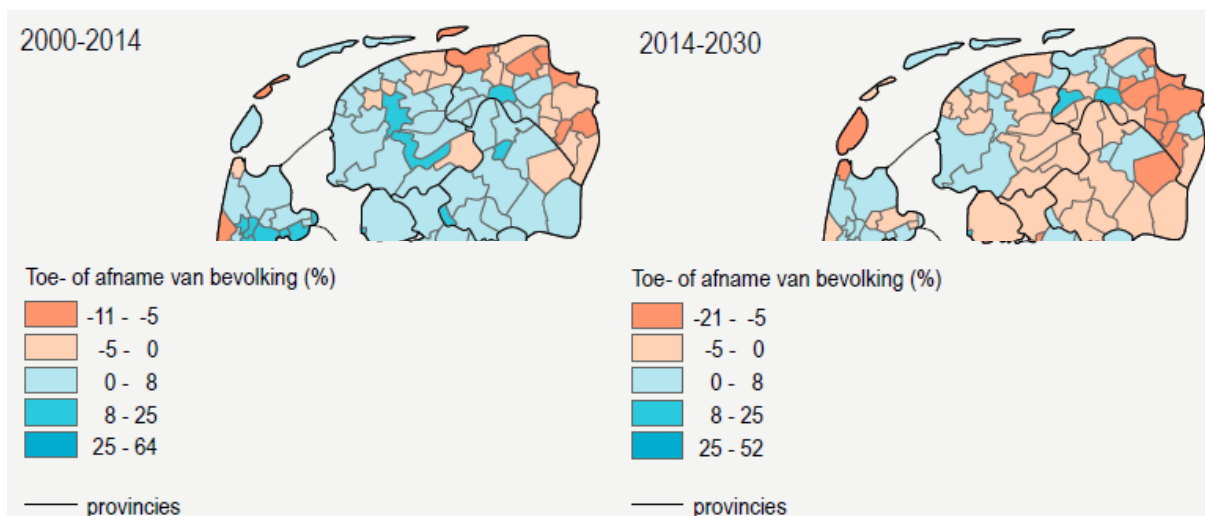 2000-2014
2014-2030
Toe- of afname van bevolking (%)
-11 - -5
-5 - 0
0 - 8
8 - 25
25 - 64
provincies
Toe- of afname van bevolking (%)
-21 - -5
-5 - 0
0 - 8
8 - 25
25 - 52
provincies